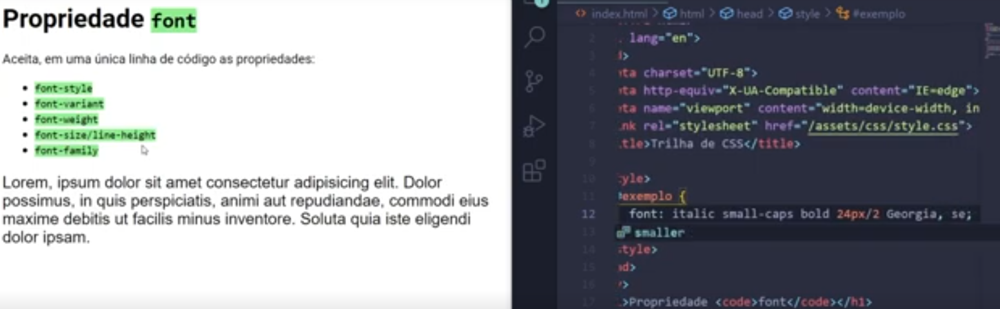 Propriedade font
Aceita, em uma única linha de código as propriedades:
font-style
font-variant
font-weight
font-size/line-height
font-family
Lorem, ipsum dolor sit amet consectetur adipisicing elit. Dolor
possimus, in quis perspiciatis, animi aut repudiandae, commodi eius
maxime debitis ut facilis minus inventore. Soluta quia iste eligendi
dolor ipsam.
index.html > html > head > style > #exemplo
2 lang="en">
3 d>
4 eta charset="UTF-8">
5 eta http-equiv="X-UA-Compatible" content="IE=edge">
6 eta name="viewport" content="width=device-width, in
7 nk rel="stylesheet" href="/assets/css/style.css">
8 tle>Trilha de CSS</title>
9
10 tyle>
11 #exemplo {
12 font: italic small-caps bold 24px/2 Georgia, se;
13 smaller
14 style>
15 ad>
16 >
17 >Propriedade <code>font</code></h1>